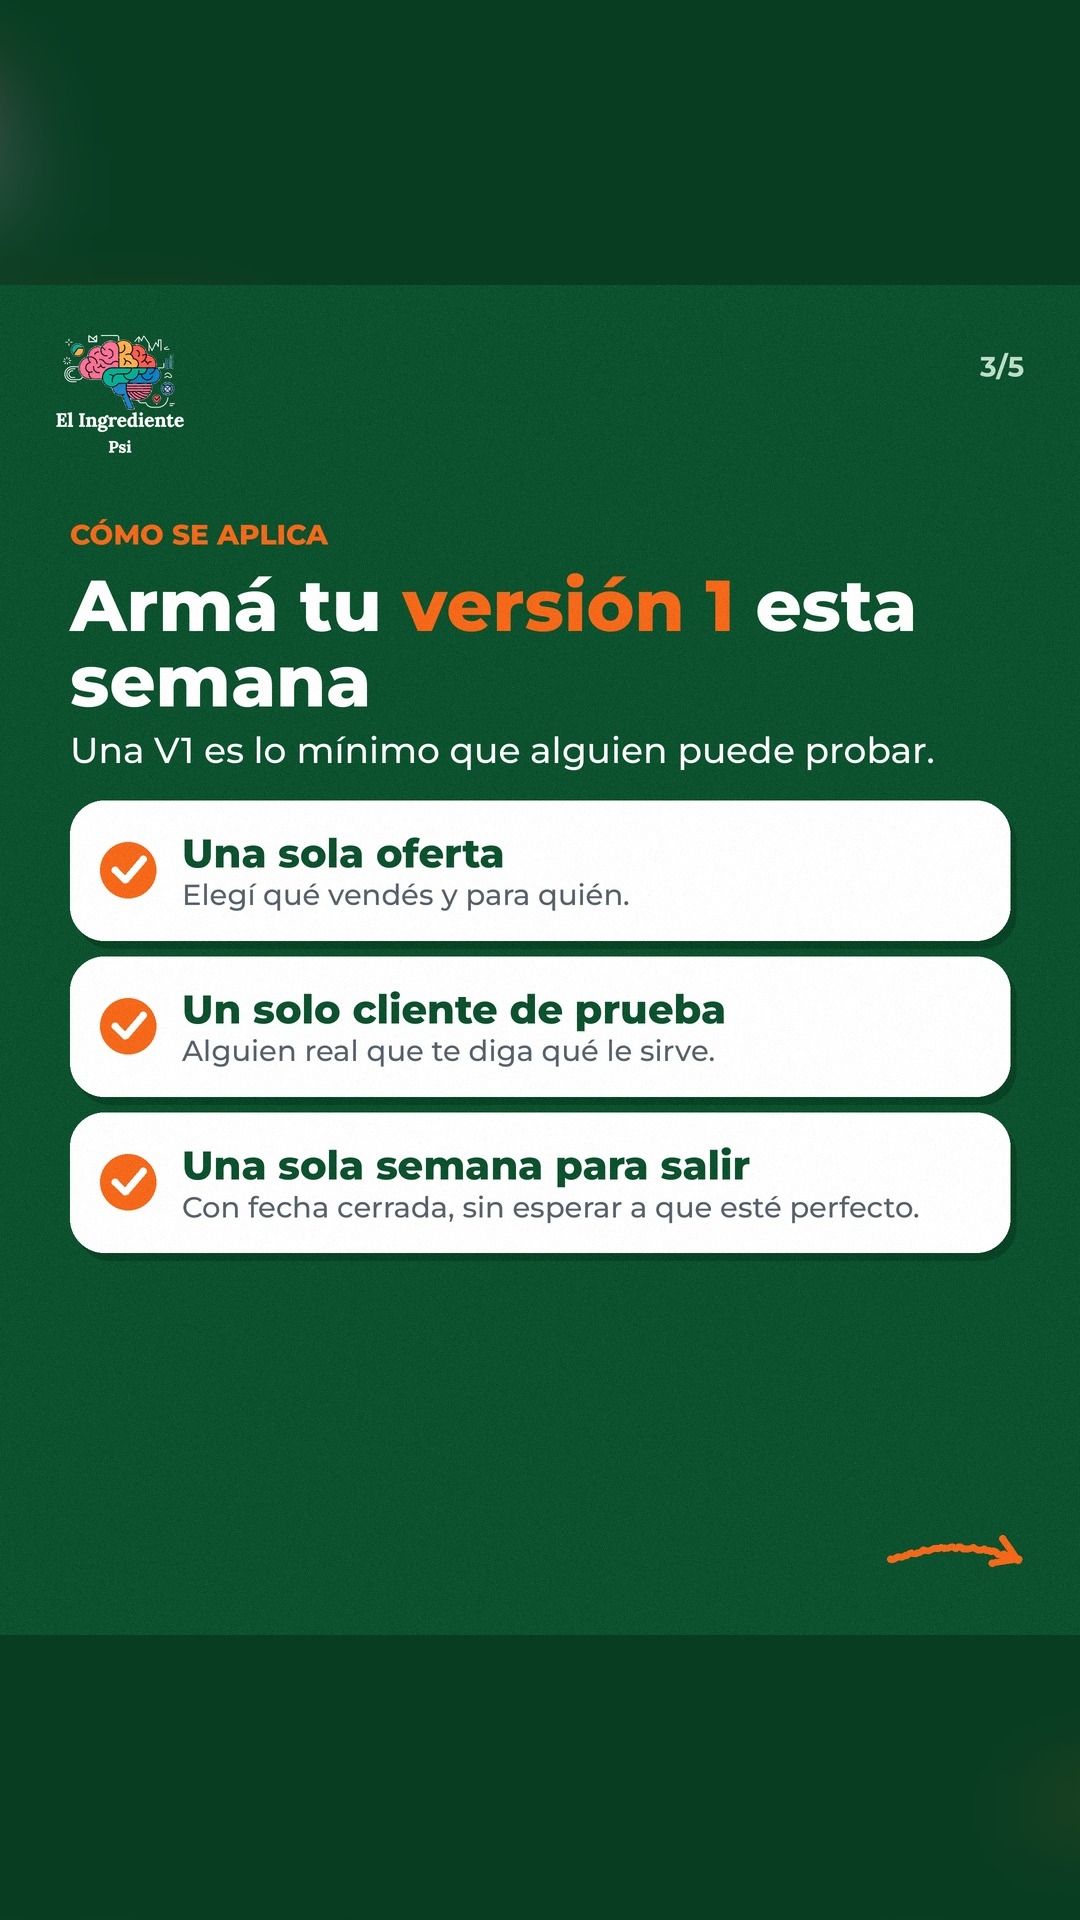 El Ingrediente
Psi
3/5
CÓMO SE APLICA
Armá tu versión 1 esta
semana
Una V1 es lo mínimo que alguien puede probar.
Una sola oferta
Elegí qué vendés y para quién.
Un solo cliente de prueba
Alguien real que te diga qué le sirve.
Una sola semana para salir
Con fecha cerrada, sin esperar a que esté perfecto.